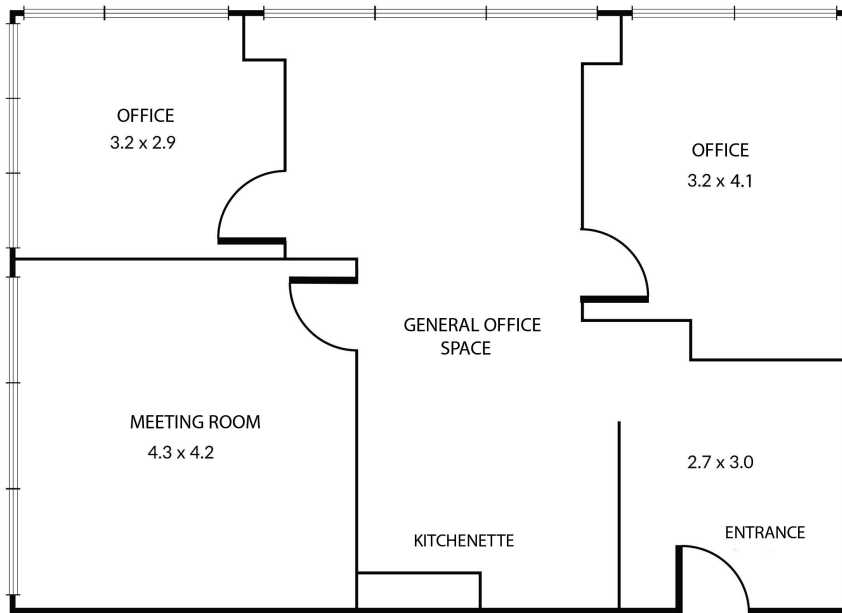 OFFICE
3.2 x 2.9
OFFICE
3.2 x 4.1
GENERAL OFFICE
SPACE
MEETING ROOM
4.3 x 4.2
2.7 x 3.0
KITCHENETTE
ENTRANCE